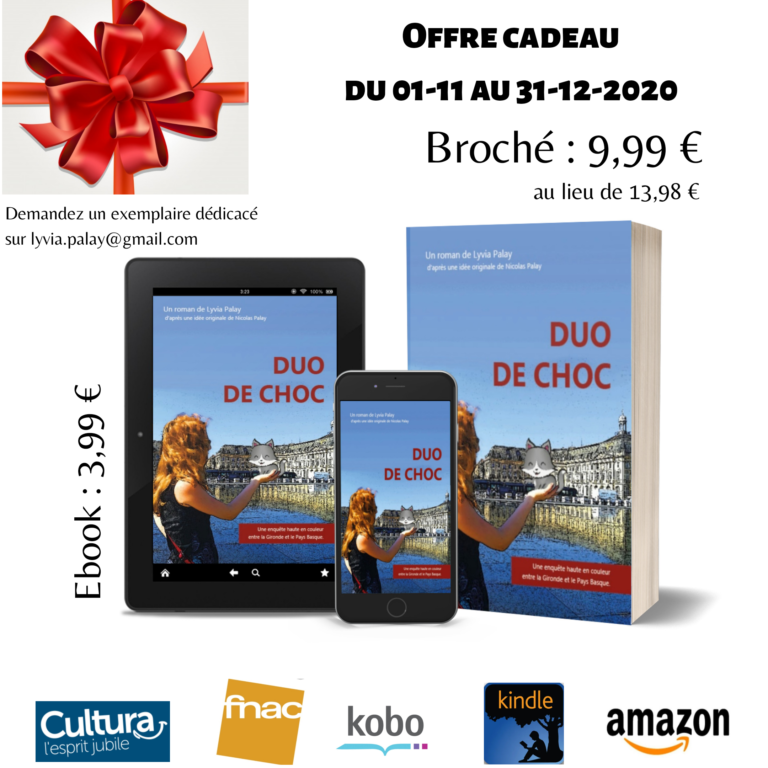 OFFRE CADEAU
DU 01-11 AU 31-12-2020
Broché : 9,99 €
au lieu de 13,98 €
Demandez un exemplaire dédicacé
sur lyvia.palay@gmail.com
Ebook : 3,99 €
3:23
100%
Un roman de Lyvia Palay
d'après une idée originale de Nicolas Palay
DUO
DE CHOC
Une enquête haute en couleur
entre la Gironde et le Pays Basque.
Un roman de Lyvia Palay
d'après une idée originale de Nicolas Palay
DUO
DE CHOC
Une enquête haute en couleur
entre la Gironde et le Pays Basque.
Un roman de Lyvia Palay
d'après une idée originale de Nicolas Palay
DUO
DE CHOC
Une enquête haute en couleur
entre la Gironde et le Pays Basque.
Cultura
l'esprit jubile
fnac
kobo
kindle
amazon